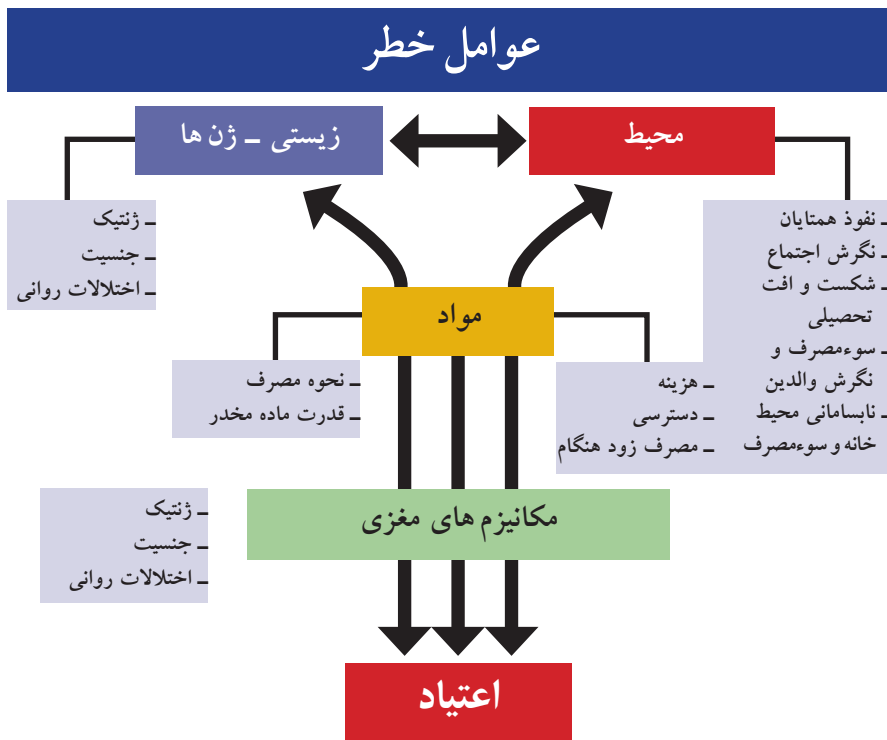 عوامل خطر
محیط
زیستی – ژن ها
– نفوذ همتایان
– نگرش اجتماع
– شکست و افت
تحصیلی
– سوءمصرف و
نگرش والدین
– نابسامانی محیط
خانه و سوءمصرف
– ژنتیک
– جنسیت
– اختلالات روانی
مواد
– هزینه
– دسترسی
– مصرف زود هنگام
– نحوه مصرف
– قدرت ماده مخدر
مکانیزم های مغزی
– ژنتیک
– جنسیت
– اختلالات روانی
اعتیاد